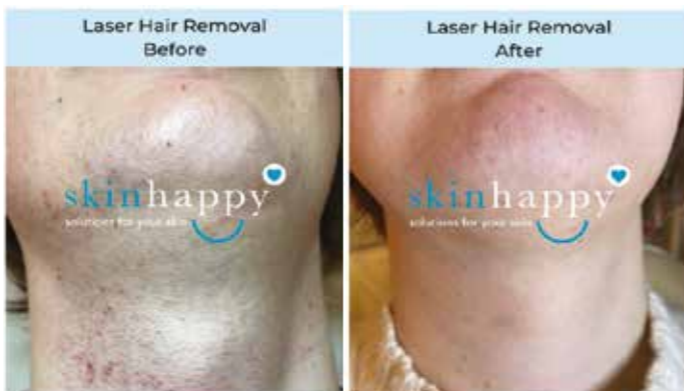 Laser Hair Removal
Before
Laser Hair Removal
After
skinhappy
solutions for your skin
skinhappy
solutions for your skin